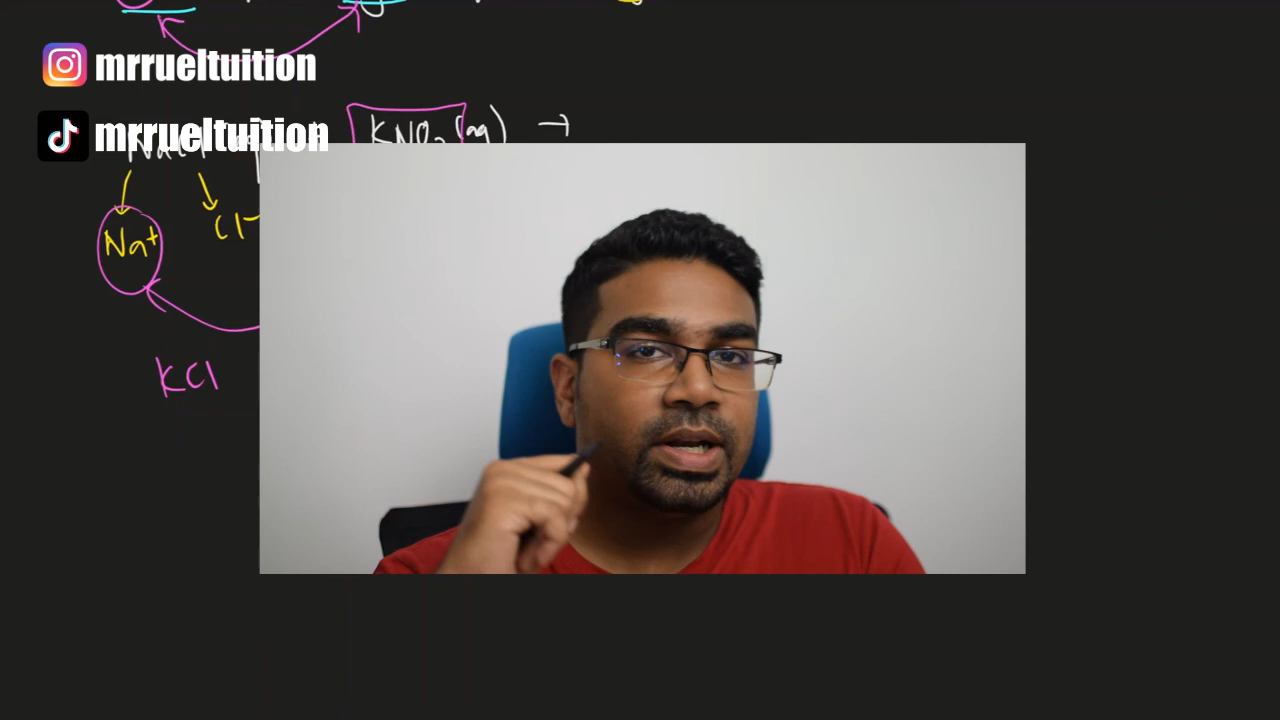 mrrueltuition
KNO₃ (aq) →
mrrueltuition
Na⁺ Cl⁻
KCl